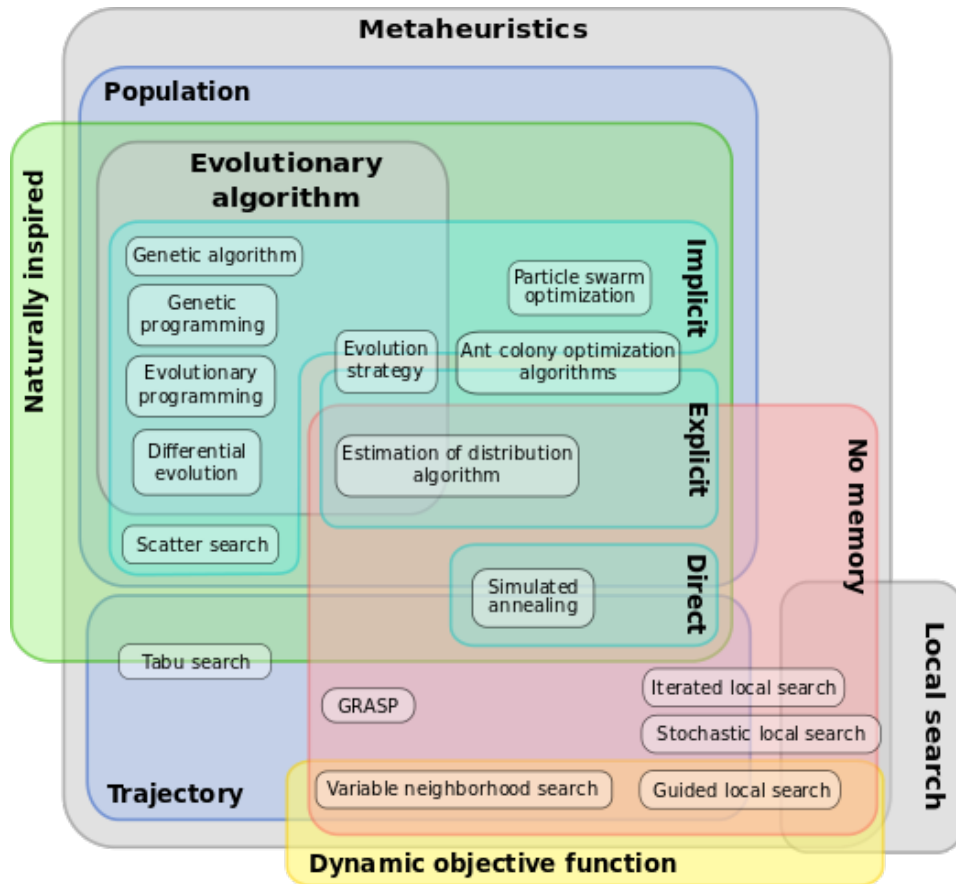 Metaheuristics
Population
Naturally inspired
Evolutionary
algorithm
Implicit
Genetic algorithm
Particle swarm
optimization
Genetic
programming
Evolution
strategy
Ant colony optimization
algorithms
Evolutionary
programming
Explicit
No memory
Differential
evolution
Estimation of distribution
algorithm
Scatter search
Direct
Simulated
annealing
Local search
Tabu search
Iterated local search
GRASP
Stochastic local search
Trajectory
Variable neighborhood search
Guided local search
Dynamic objective function